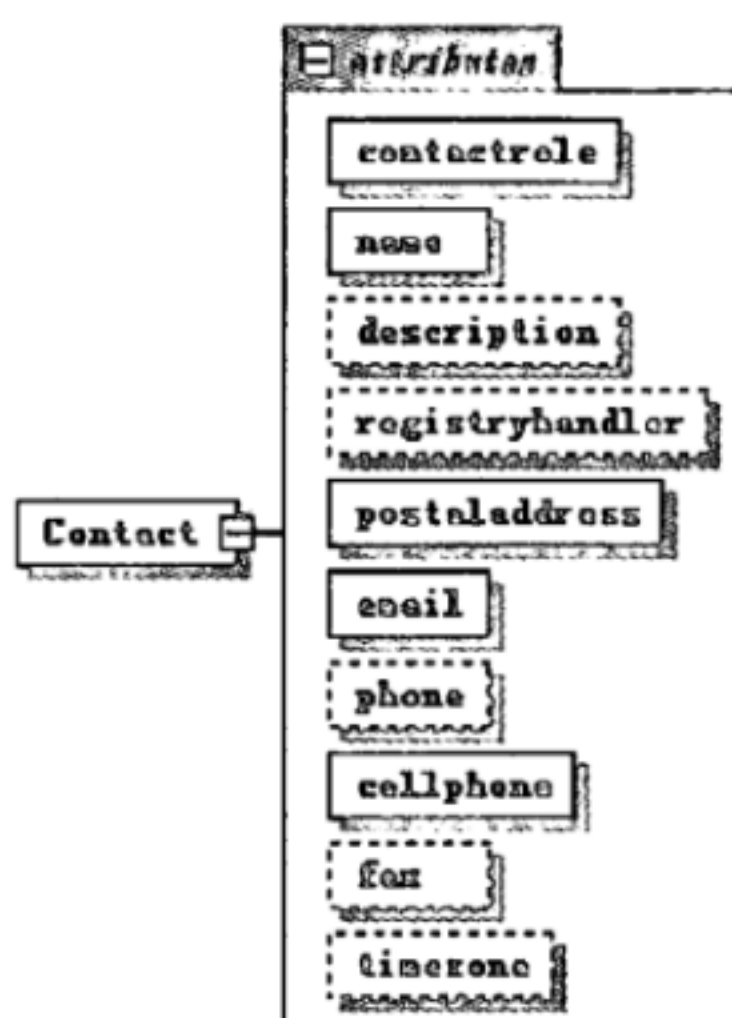 attributes
contactrole
name
description
registryhandler
postaladdress
Contact
email
phone
cellphone
fax
timezone